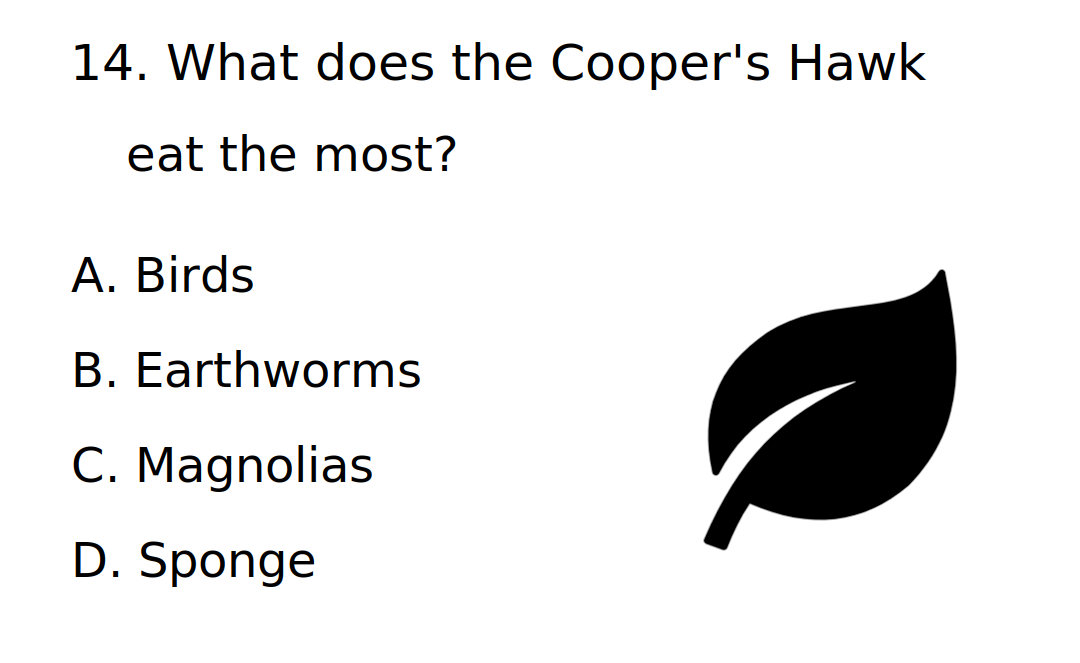 14. What does the Cooper's Hawk
eat the most?
A. Birds
B. Earthworms
C. Magnolias
D. Sponge